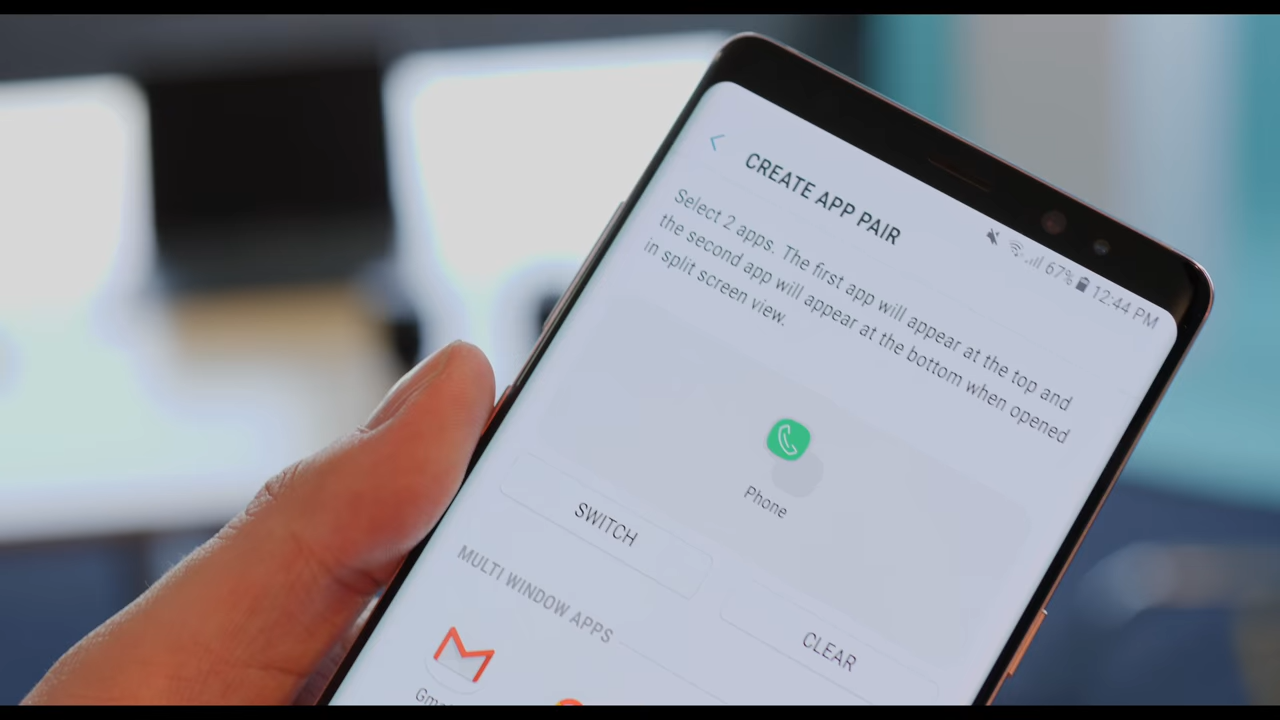 67% 12:44 PM
CREATE APP PAIR
Select 2 apps. The first app will appear at the top and
the second app will appear at the bottom when opened
in split screen view.
Phone
SWITCH
CLEAR
MULTI WINDOW APPS